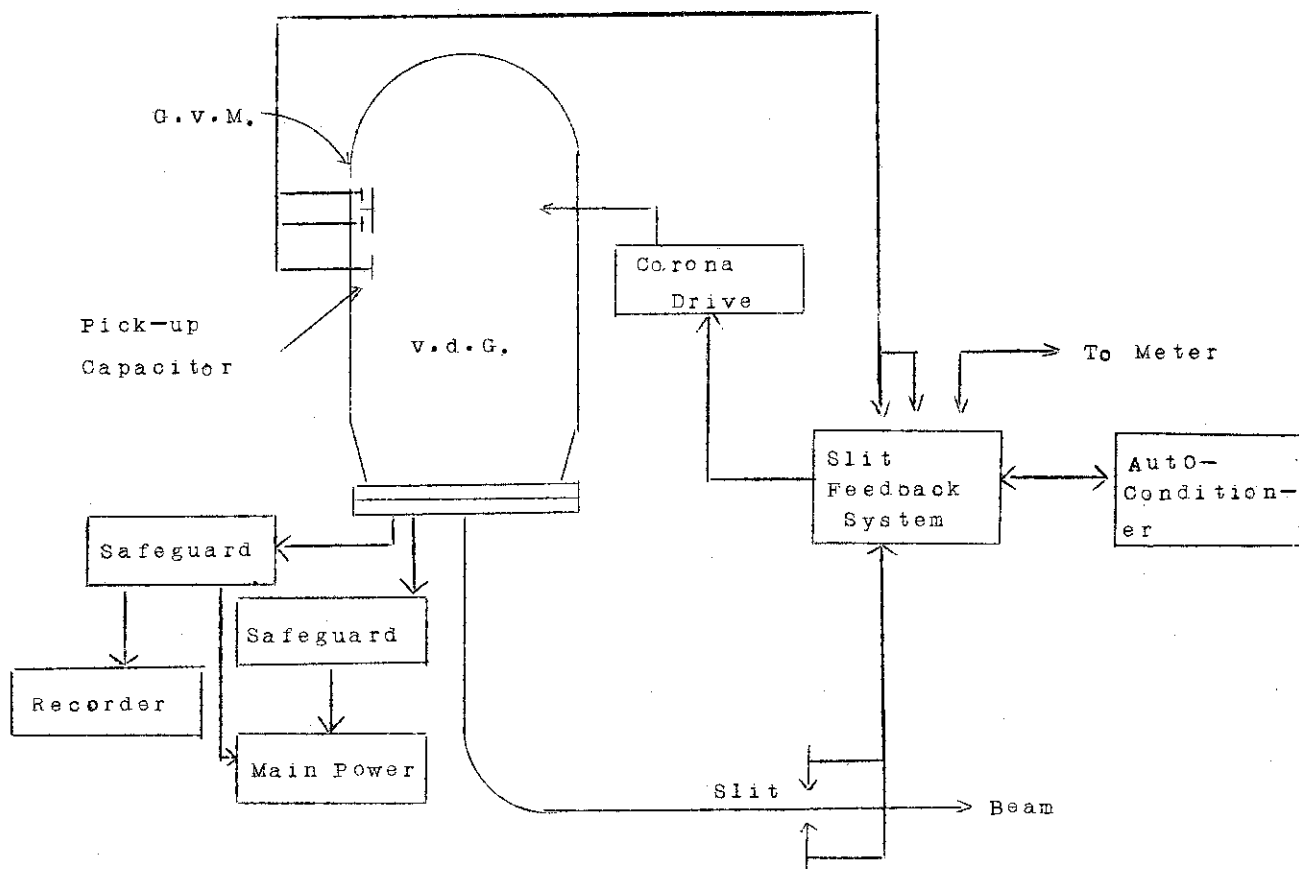 G.v.M.
Pick-up
Capacitor
v.d.G.
Corona
Drive
To Meter
Slit
Feedback
System
AutO-
Condition-
er
Safeguard
Safeguard
Recorder
Main Power
Slit
Beam